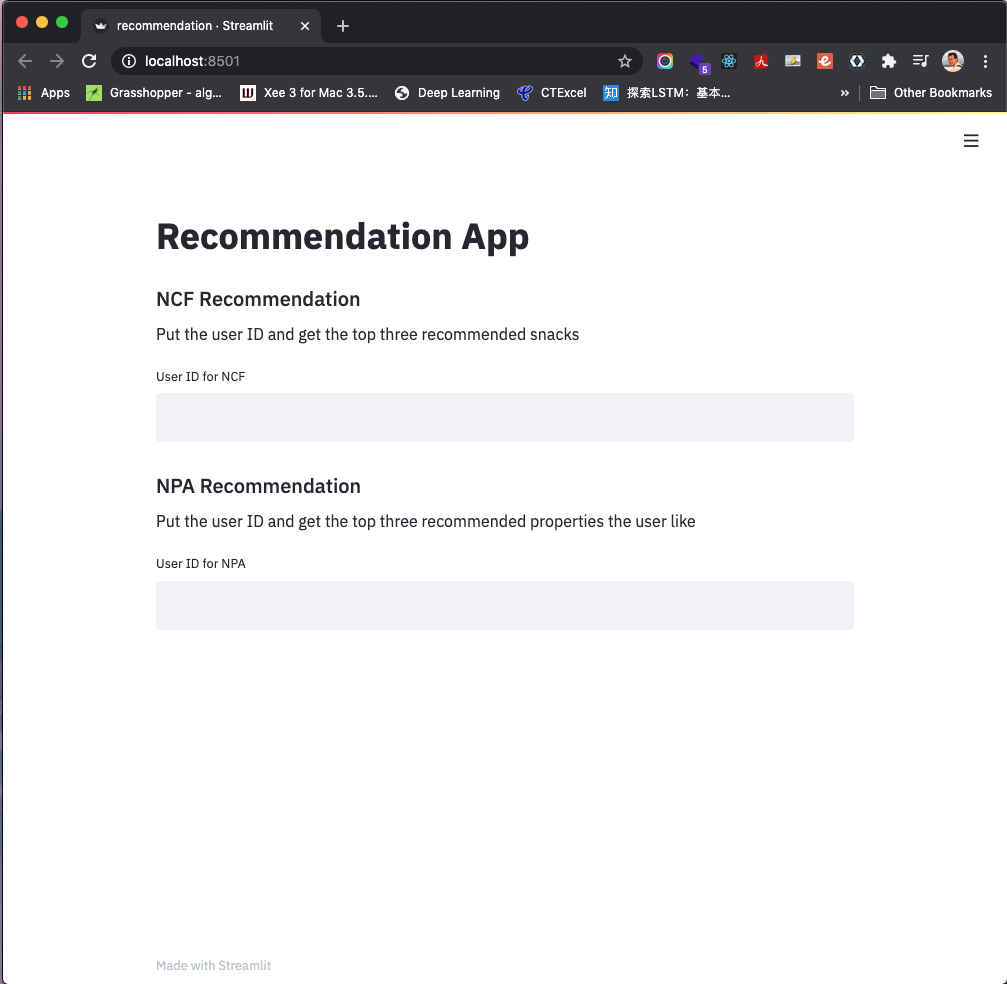 recommendation · Streamlit
localhost:8501
5
Apps
Grasshopper - alg...
Xee 3 for Mac 3.5....
Deep Learning
CTExcel
知
探索LSTM：基本...
»
Other Bookmarks
Recommendation App
NCF Recommendation
Put the user ID and get the top three recommended snacks
User ID for NCF
NPA Recommendation
Put the user ID and get the top three recommended properties the user like
User ID for NPA
Made with Streamlit